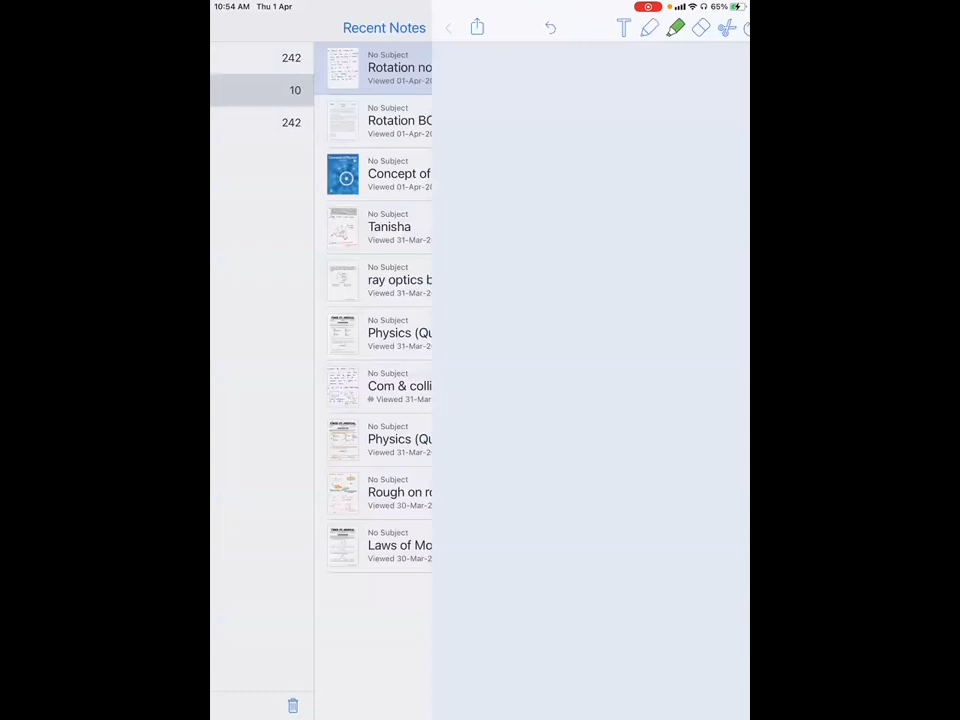 10:54 AM Thu 1 Apr
65%
Recent Notes
242
10
242
No Subject
Rotation no
Viewed 01-Apr-20
No Subject
Rotation BC
Viewed 01-Apr-20
No Subject
Concept of
Viewed 01-Apr-20
No Subject
Tanisha
Viewed 31-Mar-2
No Subject
ray optics b
Viewed 31-Mar-2
No Subject
Physics (Qu
Viewed 31-Mar-2
No Subject
Com & colli
Viewed 31-Mar
No Subject
Physics (Qu
Viewed 31-Mar-2
No Subject
Rough on ro
Viewed 30-Mar-2
No Subject
Laws of Mo
Viewed 30-Mar-2